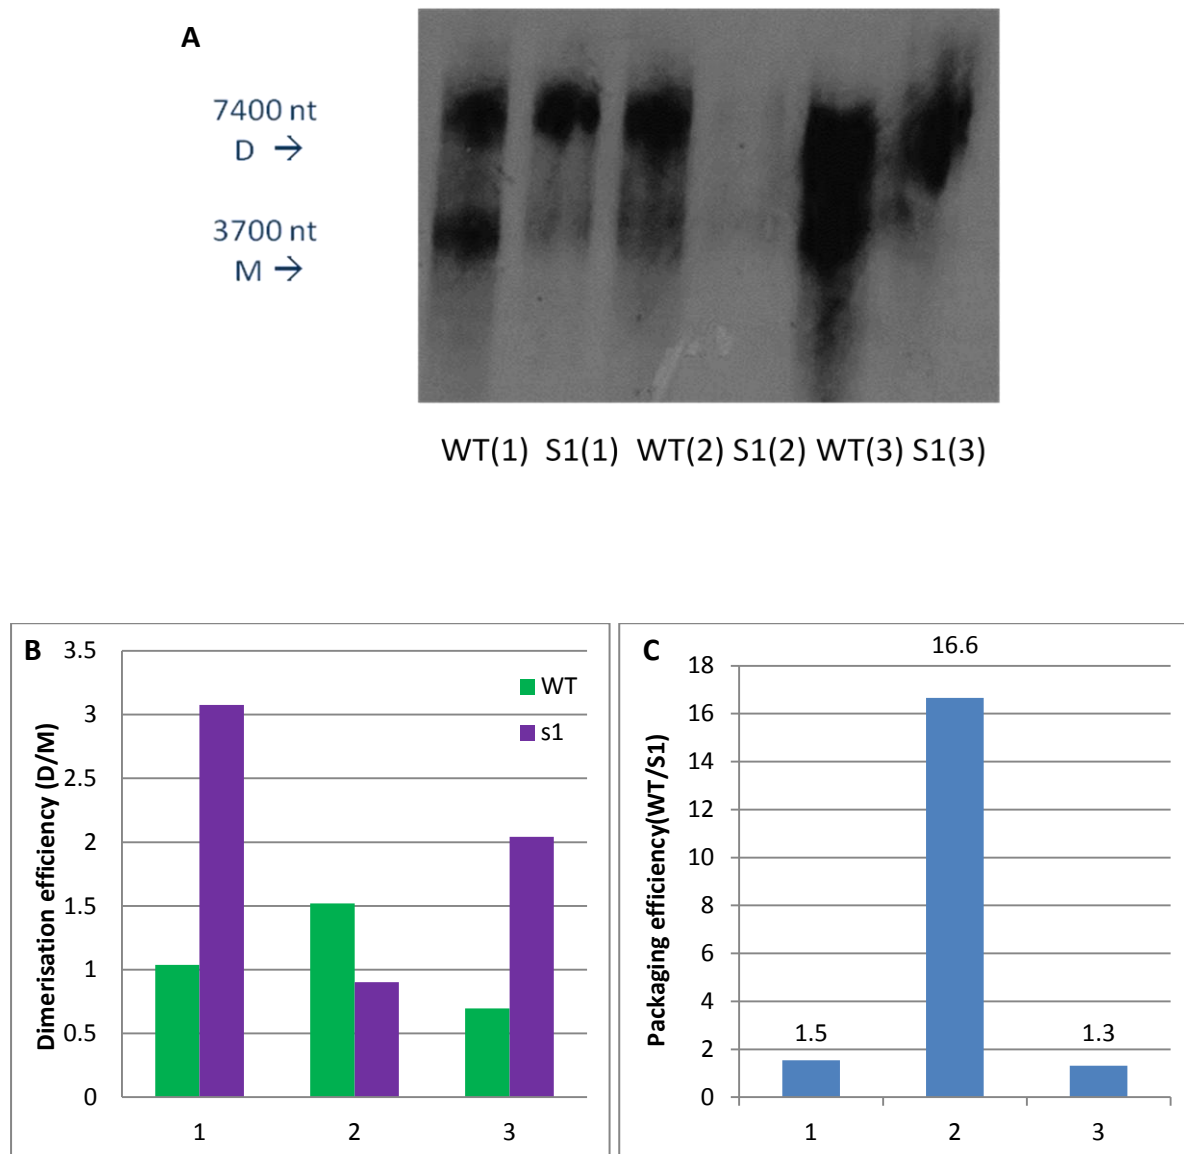 A
7400 nt
D →
3700 nt
M →
WT(1) S1(1) WT(2) S1(2) WT(3) S1(3)
B
3.5
3
2.5
2
1.5
1
0.5
0
Dimerisation efficiency (D/M)
WT
s1
1 2 3
C
18
16
14
12
10
8
6
4
2
0
Packaging efficiency(WT/S1)
1.5
16.6
1.3
1 2 3